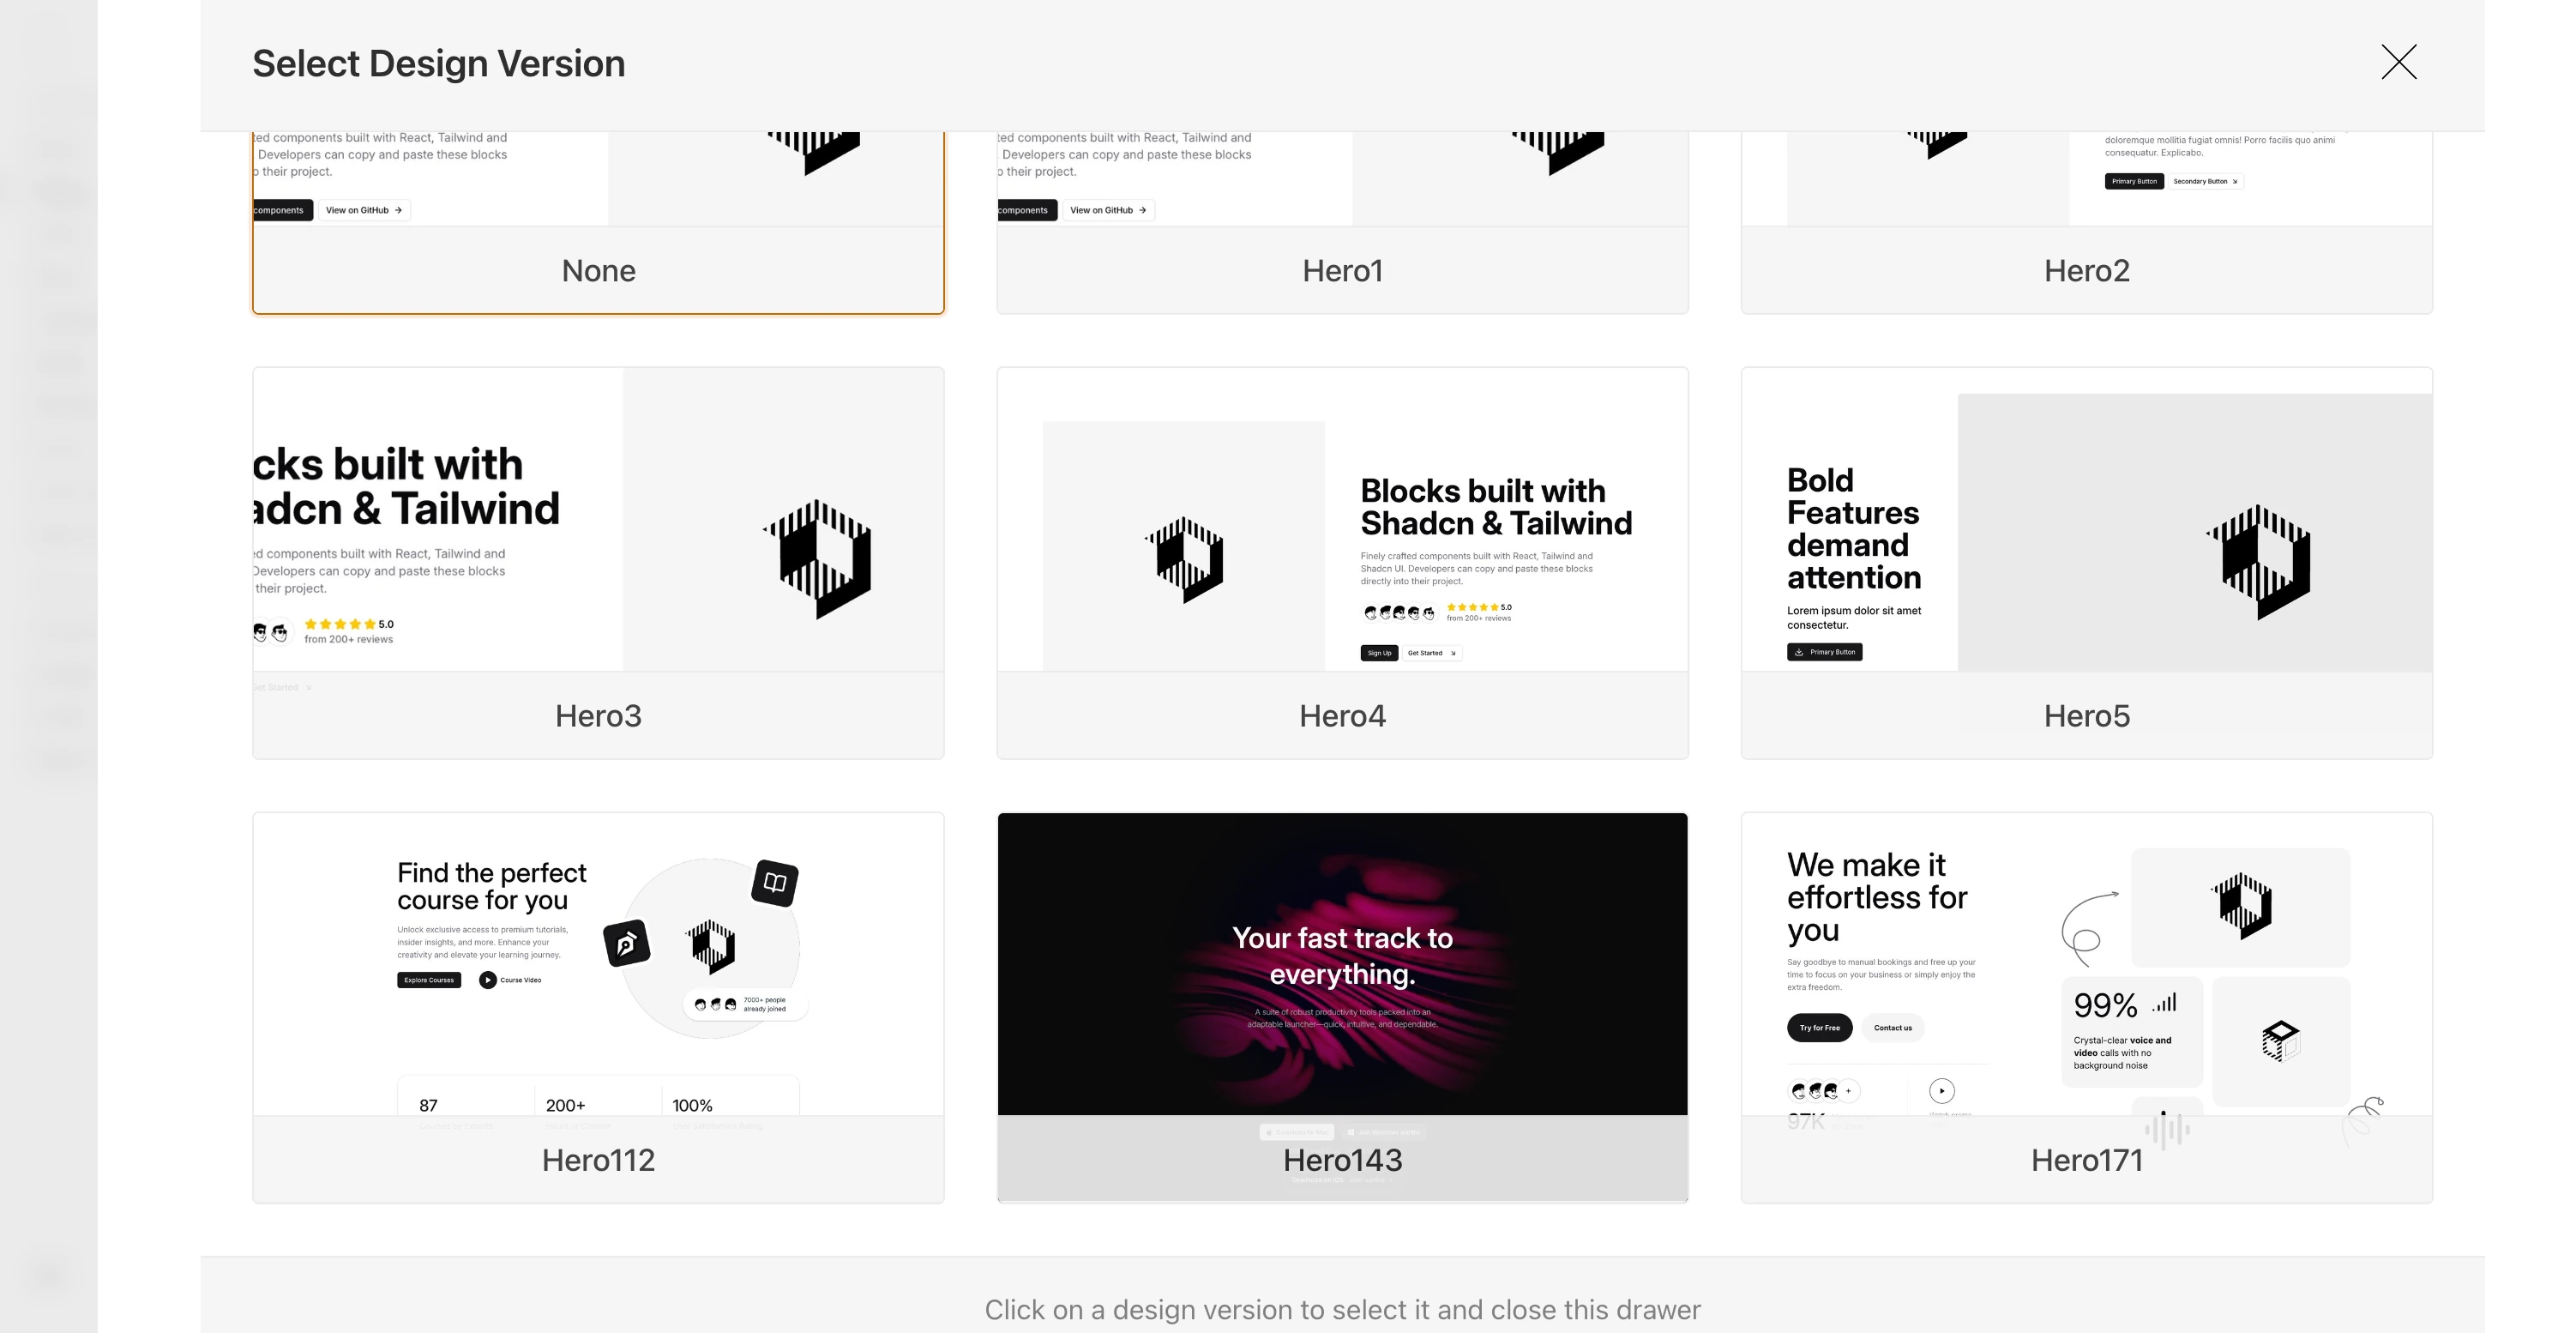 Select Design Version
ted components built with React, Tailwind and
Developers can copy and paste these blocks
o their project.
components
View on GitHub
None
ted components built with React, Tailwind and
Developers can copy and paste these blocks
o their project.
components
View on GitHub
Hero1
doloremque mollitia fugiat omnis! Porro facilis quo animi
consequatur. Explicabo.
Primary Button
Secondary Button
Hero2
cks built with
adcn & Tailwind
ed components built with React, Tailwind and
Developers can copy and paste these blocks
their project.
5.0
from 200+ reviews
Get Started
Hero3
Blocks built with
Shadcn & Tailwind
Finely crafted components built with React, Tailwind and
Shadcn UI. Developers can copy and paste these blocks
directly into their project.
5.0
from 200+ reviews
Sign Up
Get Started
Hero4
Bold
Features
demand
attention
Lorem ipsum dolor sit amet
consectetur.
Primary Button
Hero5
Find the perfect
course for you
Unlock exclusive access to premium tutorials,
insider insights, and more. Enhance your
creativity and elevate your learning journey.
Explore Courses
Course Video
7000+ people
already joined
87
200+
100%
Hero112
Your fast track to
everything.
A suite of robust productivity tools packed into an
adaptable launcher—quick, intuitive, and dependable.
Hero143
We make it
effortless for
you
Say goodbye to manual bookings and free up your
time to focus on your business or simply enjoy the
extra freedom.
Try for Free
Contact us
99%
Crystal-clear voice and
video calls with no
background noise
97K
Hero171
Click on a design version to select it and close this drawer